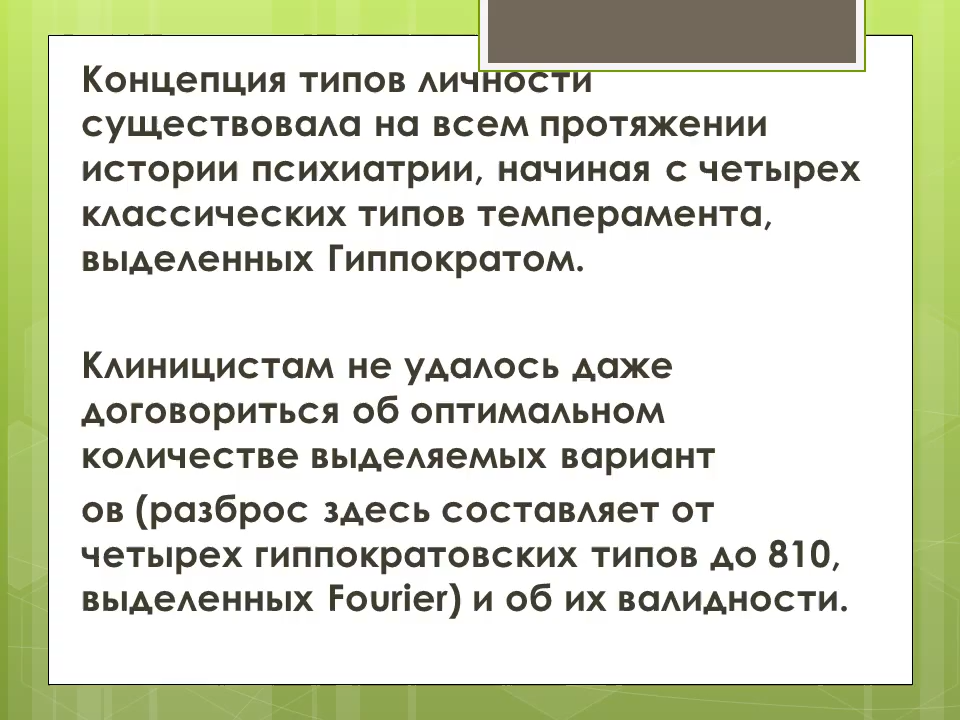 Концепция типов личности
существовала на всем протяжении
истории психиатрии, начиная с четырех
классических типов темперамента,
выделенных Гиппократом.
Клиницистам не удалось даже
договориться об оптимальном
количестве выделяемых вариант
ов (разброс здесь составляет от
четырех гиппократовских типов до 810,
выделенных Fourier) и об их валидности.